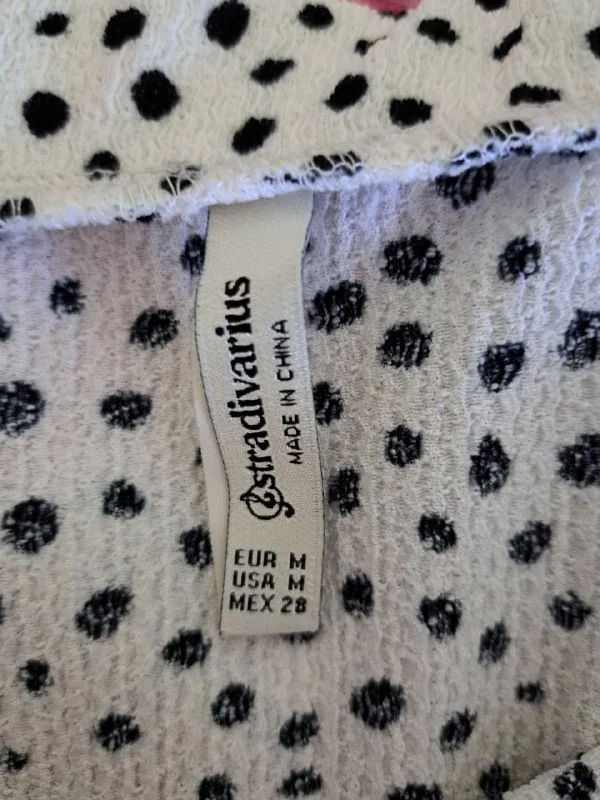 Stradivarius
MADE IN CHINA
EUR M
USA M
MEX 28